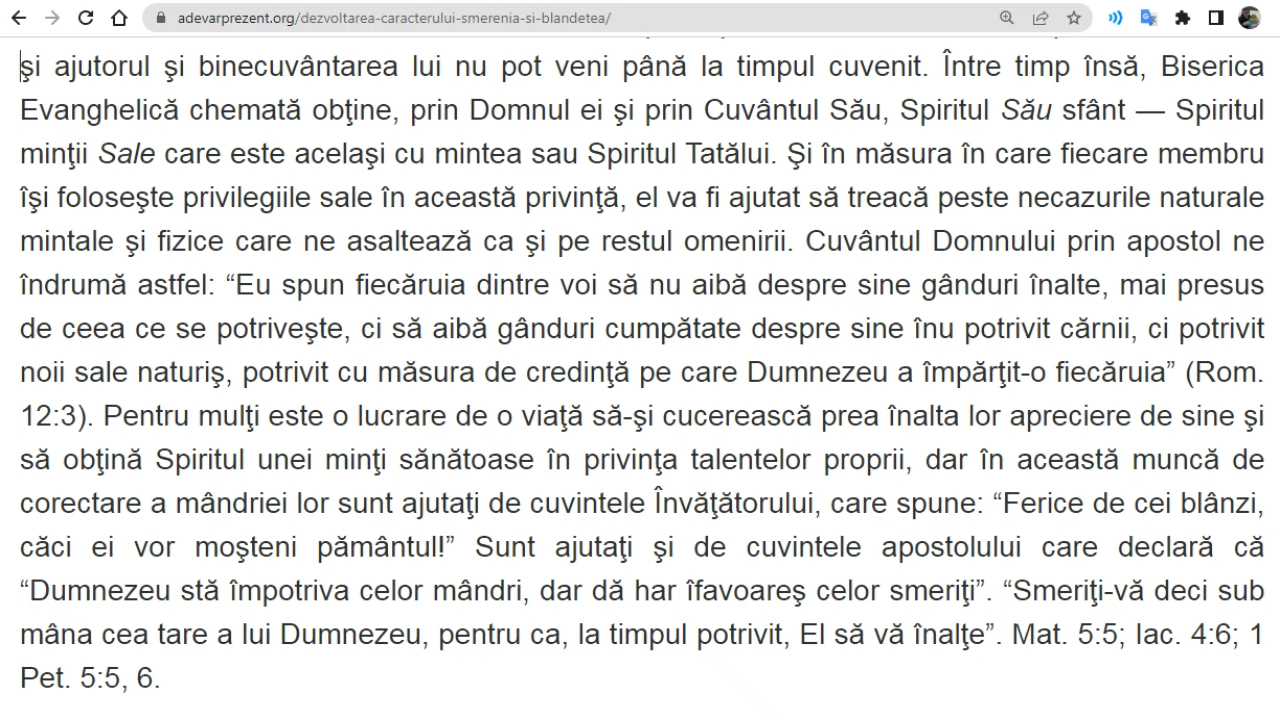 adevarprezent.org/dezvoltarea-caracterului-smerenia-si-blandetea/
şi ajutorul şi binecuvântarea lui nu pot veni până la timpul cuvenit. Între timp însă, Biserica
Evanghelică chemată obţine, prin Domnul ei şi prin Cuvântul Său, Spiritul Său sfânt — Spiritul
minţii Sale care este acelaşi cu mintea sau Spiritul Tatălui. Şi în măsura în care fiecare membru
îşi foloseşte privilegiile sale în această privinţă, el va fi ajutat să treacă peste necazurile naturale
mintale şi fizice care ne asaltează ca şi pe restul omenirii. Cuvântul Domnului prin apostol ne
îndrumă astfel: “Eu spun fiecăruia dintre voi să nu aibă despre sine gânduri înalte, mai presus
de ceea ce se potriveşte, ci să aibă gânduri cumpătate despre sine înu potrivit cărnii, ci potrivit
noii sale naturiş, potrivit cu măsura de credinţă pe care Dumnezeu a împărţit-o fiecăruia” (Rom.
12:3). Pentru mulţi este o lucrare de o viaţă să-şi cucerească prea înalta lor apreciere de sine şi
să obţină Spiritul unei minţi sănătoase în privinţa talentelor proprii, dar în această muncă de
corectare a mândriei lor sunt ajutaţi de cuvintele Învăţătorului, care spune: “Ferice de cei blânzi,
căci ei vor moşteni pământul!” Sunt ajutaţi şi de cuvintele apostolului care declară că
“Dumnezeu stă împotriva celor mândri, dar dă har îfavoareş celor smeriţi”. “Smeriţi-vă deci sub
mâna cea tare a lui Dumnezeu, pentru ca, la timpul potrivit, El să vă înalţe”. Mat. 5:5; Iac. 4:6; 1
Pet. 5:5, 6.